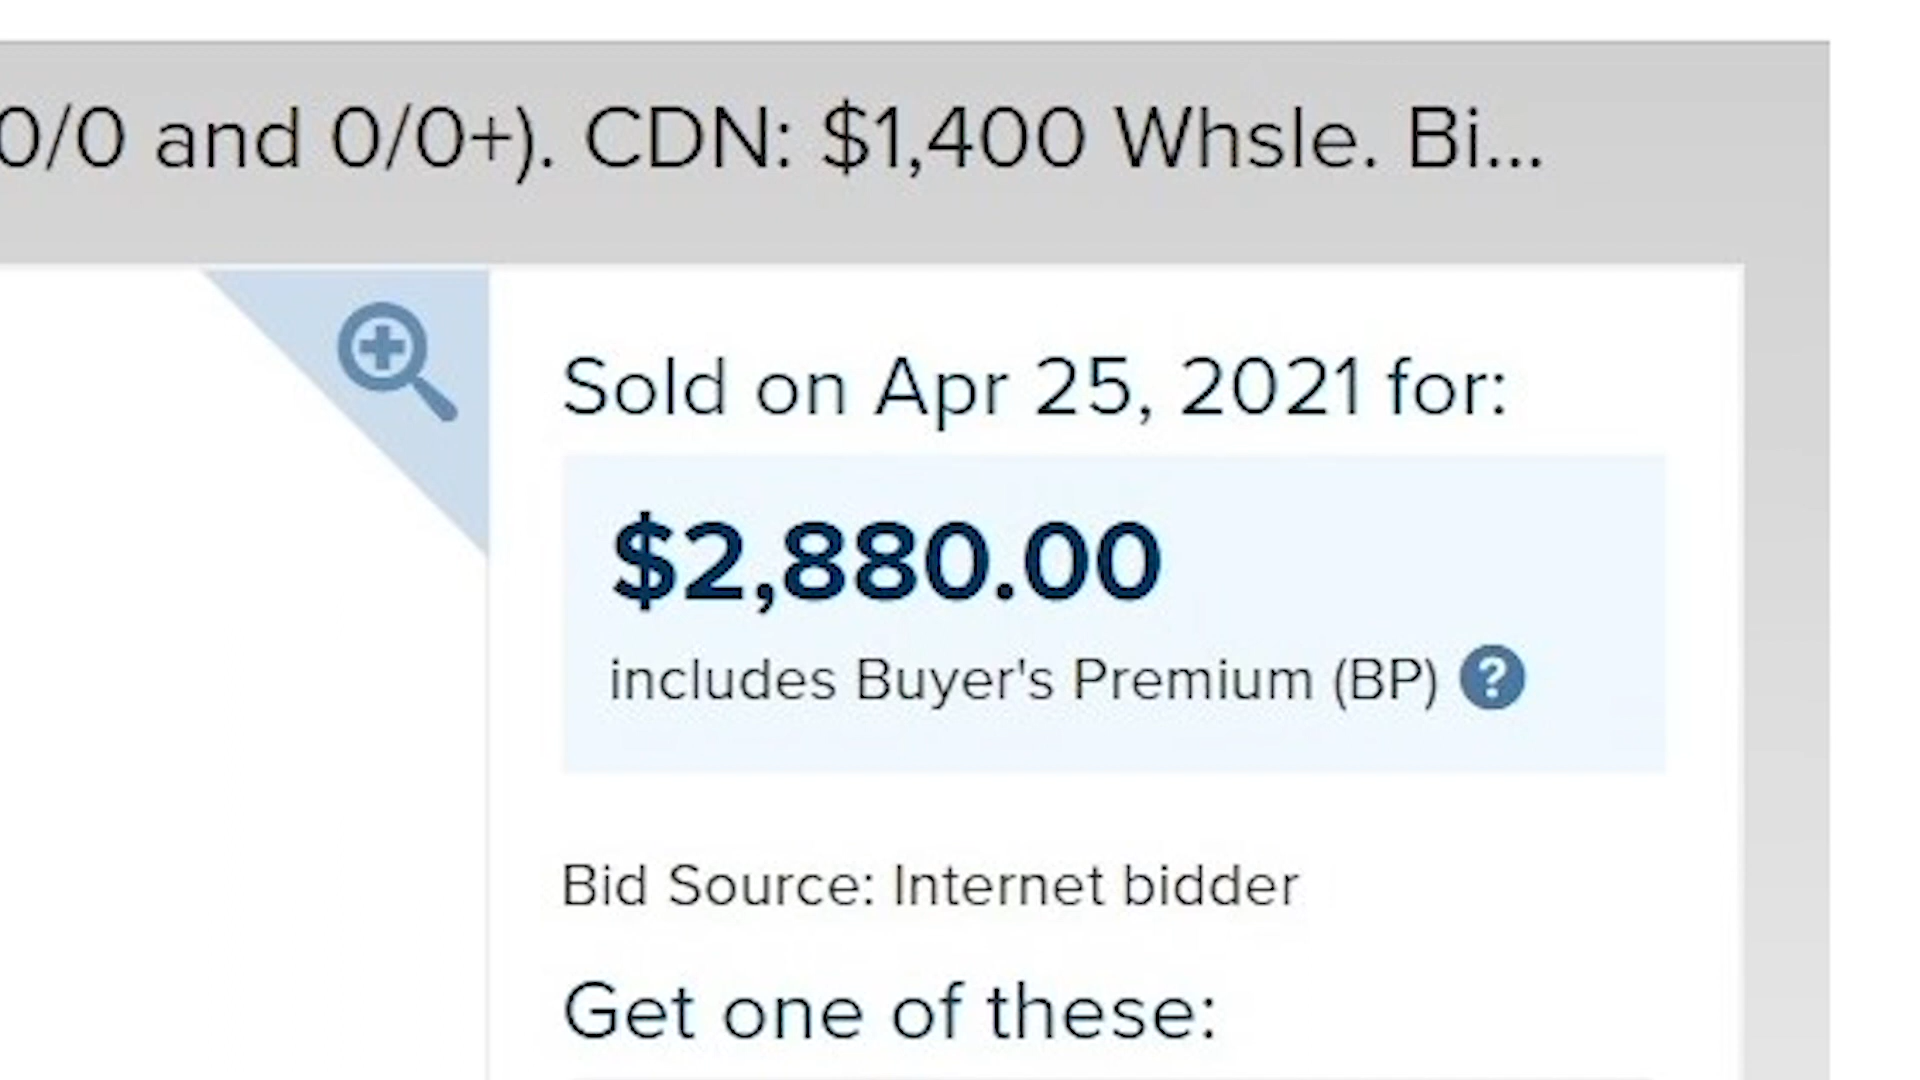 0/0 and 0/0+). CDN: $1,400 Whsle. Bi...
Sold on Apr 25, 2021 for:
$2,880.00
includes Buyer's Premium (BP) ?
Bid Source: Internet bidder
Get one of these: